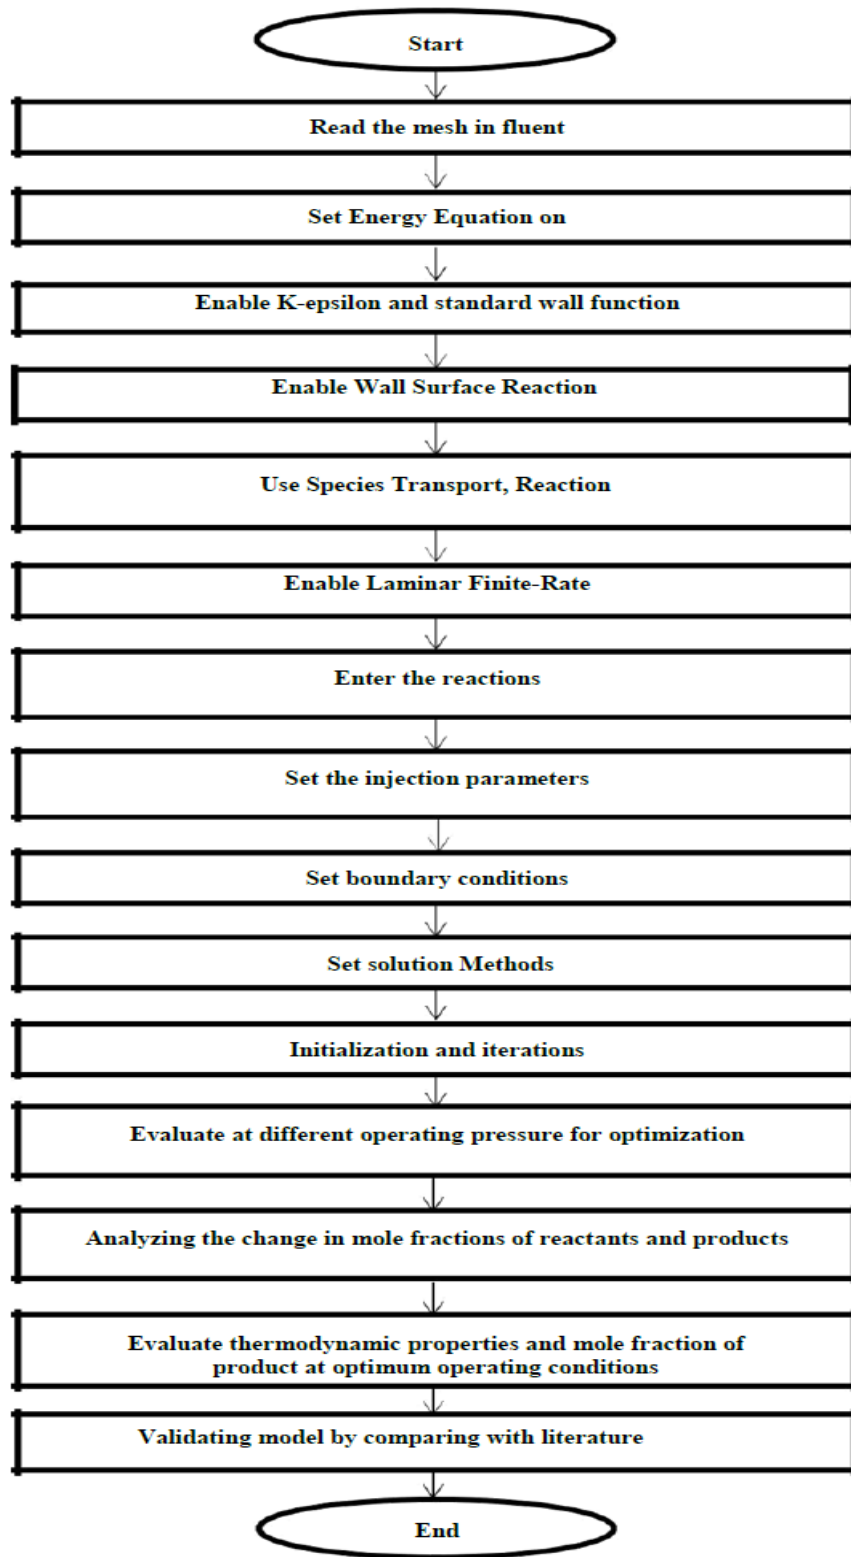 Start
Read the mesh in fluent
Set Energy Equation on
Enable K-epsilon and standard wall function
Enable Wall Surface Reaction
Use Species Transport, Reaction
Enable Laminar Finite-Rate
Enter the reactions
Set the injection parameters
Set boundary conditions
Set solution Methods
Initialization and iterations
Evaluate at different operating pressure for optimization
Analyzing the change in mole fractions of reactants and products
Evaluate thermodynamic properties and mole fraction of
product at optimum operating conditions
Validating model by comparing with literature
End